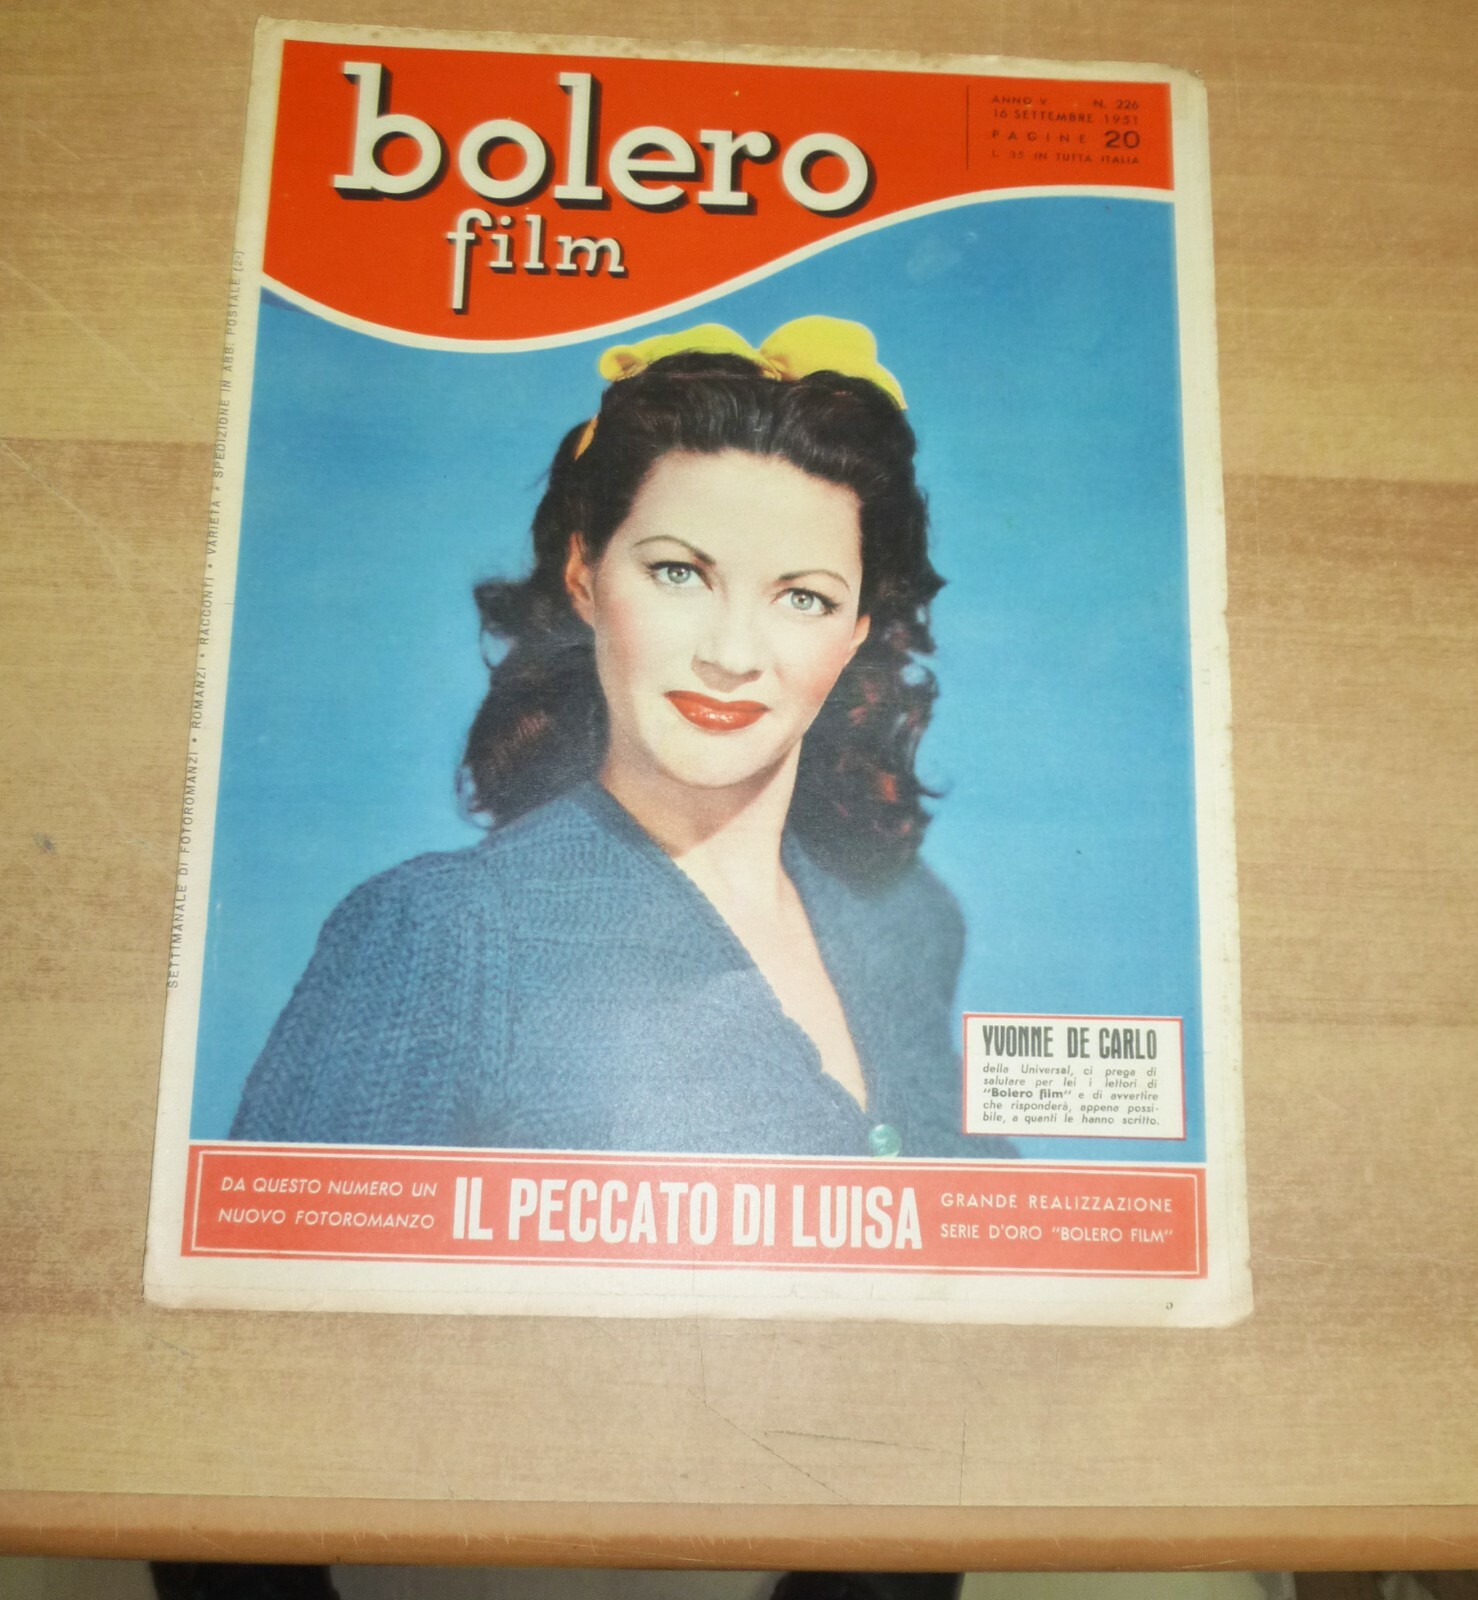 bolero
film
ANNO V N. 226
16 SETTEMBRE 1951
PAGINE 20
L. 35 IN TUTTA ITALIA
SETTIMANALE DI FOTOROMANZI • ROMANZI • RACCONTI • VARIETÀ • SPEDIZIONE IN ABB. POSTALE (2°)
YVONNE DE CARLO
della Universal, ci prega di
salutare per lei i lettori di
"Bolero film" e di avvertire
che risponderà, appena possi-
bile, a quanti le hanno scritto.
DA QUESTO NUMERO UN
NUOVO FOTOROMANZO
IL PECCATO DI LUISA
GRANDE REALIZZAZIONE
SERIE D'ORO "BOLERO FILM"